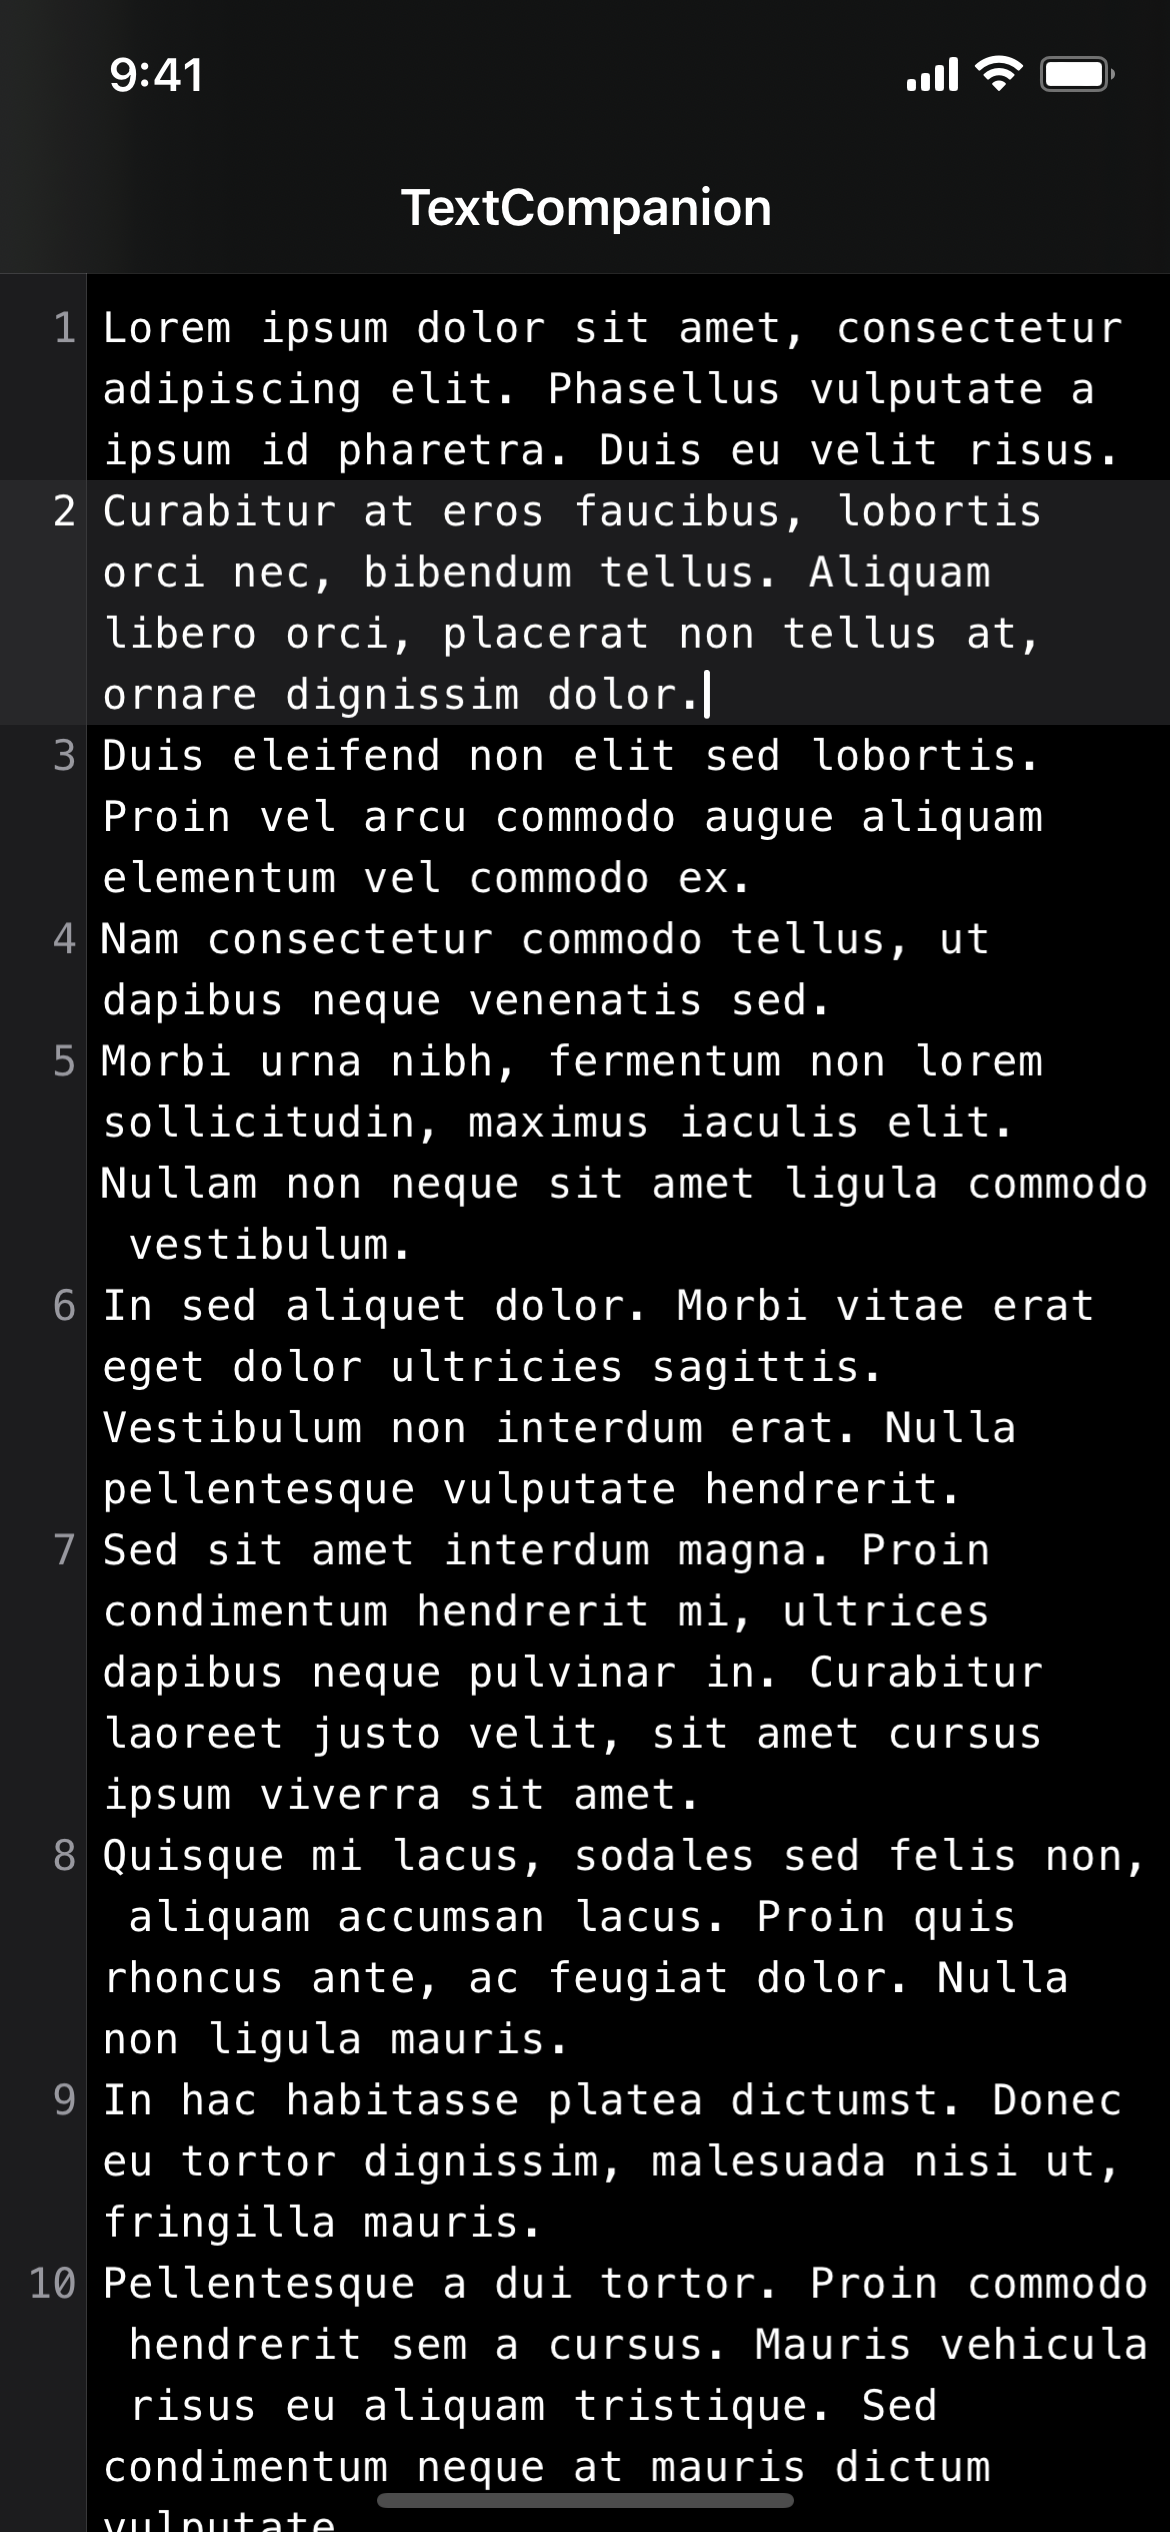 9:41
TextCompanion
1 Lorem ipsum dolor sit amet, consectetur
adipiscing elit. Phasellus vulputate a
ipsum id pharetra. Duis eu velit risus.
2 Curabitur at eros faucibus, lobortis
orci nec, bibendum tellus. Aliquam
libero orci, placerat non tellus at,
ornare dignissim dolor.
3 Duis eleifend non elit sed lobortis.
Proin vel arcu commodo augue aliquam
elementum vel commodo ex.
4 Nam consectetur commodo tellus, ut
dapibus neque venenatis sed.
5 Morbi urna nibh, fermentum non lorem
sollicitudin, maximus iaculis elit.
Nullam non neque sit amet ligula commodo
vestibulum.
6 In sed aliquet dolor. Morbi vitae erat
eget dolor ultricies sagittis.
Vestibulum non interdum erat. Nulla
pellentesque vulputate hendrerit.
7 Sed sit amet interdum magna. Proin
condimentum hendrerit mi, ultrices
dapibus neque pulvinar in. Curabitur
laoreet justo velit, sit amet cursus
ipsum viverra sit amet.
8 Quisque mi lacus, sodales sed felis non,
aliquam accumsan lacus. Proin quis
rhoncus ante, ac feugiat dolor. Nulla
non ligula mauris.
9 In hac habitasse platea dictumst. Donec
eu tortor dignissim, malesuada nisi ut,
fringilla mauris.
10 Pellentesque a dui tortor. Proin commodo
hendrerit sem a cursus. Mauris vehicula
risus eu aliquam tristique. Sed
condimentum neque at mauris dictum
vulputate